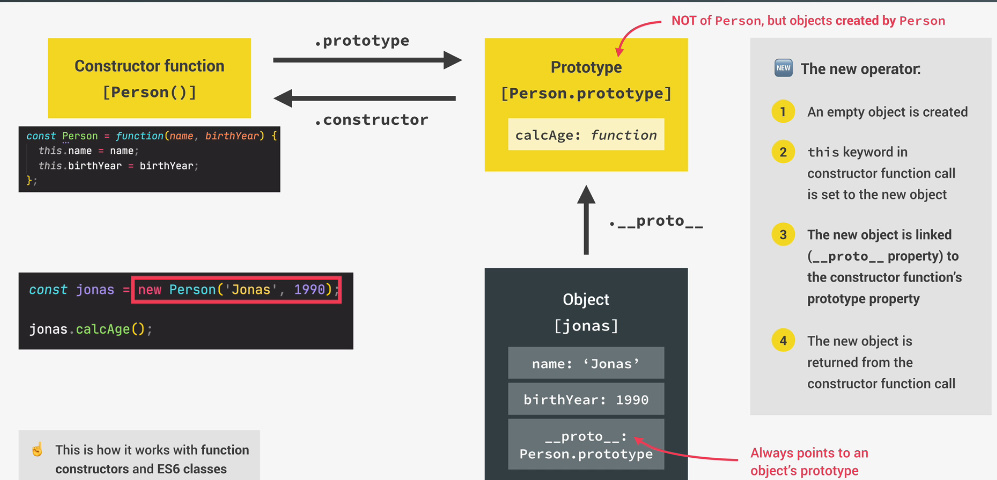 NOT of Person, but objects created by Person
.prototype
Constructor function
[Person()]
.constructor
const Person = function(name, birthYear) {
this.name = name;
this.birthYear = birthYear;
};
Prototype
[Person.prototype]
calcAge: function
.__proto__
const jonas = new Person('Jonas', 1990);
jonas.calcAge();
Object
[jonas]
name: ‘Jonas’
birthYear: 1990
__proto__:
Person.prototype
Always points to an
object’s prototype
NEW The new operator:
1 An empty object is created
2 this keyword in
constructor function call
is set to the new object
3 The new object is linked
(__proto__ property) to
the constructor function’s
prototype property
4 The new object is
returned from the
constructor function call
☝ This is how it works with function
constructors and ES6 classes